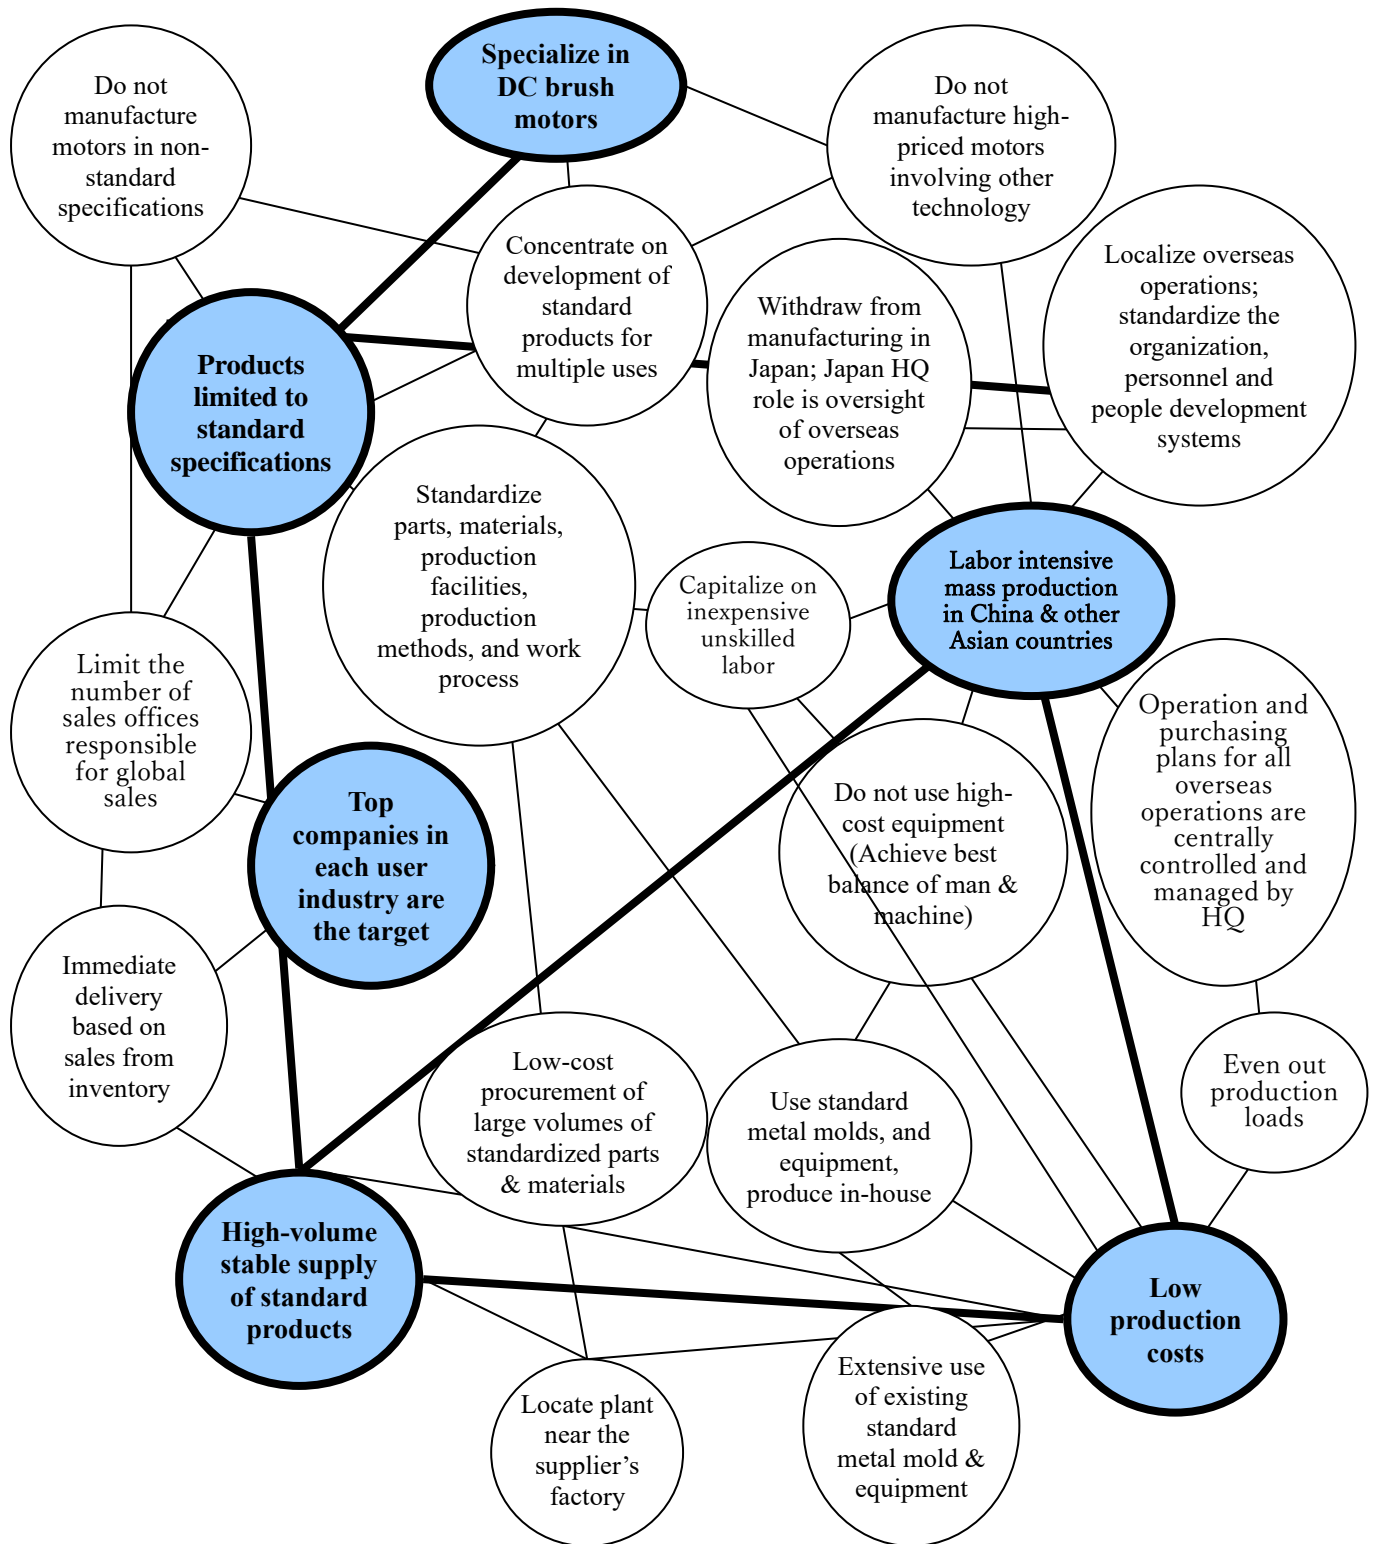 Specialize in
DC brush
motors
Do not
manufacture
motors in non-
standard
specifications
Do not
manufacture high-
priced motors
involving other
technology
Concentrate on
development of
standard
products for
multiple uses
Withdraw from
manufacturing in
Japan; Japan HQ
role is oversight
of overseas
operations
Localize overseas
operations;
standardize the
organization,
personnel and
people development
systems
Products
limited to
standard
specifications
Standardize
parts, materials,
production
facilities,
production
methods, and work
process
Capitalize on
inexpensive
unskilled
labor
Labor intensive
mass production
in China & other
Asian countries
Limit the
number of
sales offices
responsible
for global
sales
Top
companies in
each user
industry are
the target
Do not use high-
cost equipment
(Achieve best
balance of man &
machine)
Operation and
purchasing
plans for all
overseas
operations are
centrally
controlled and
managed by
HQ
Immediate
delivery
based on
sales from
inventory
Low-cost
procurement of
large volumes of
standardized parts
& materials
Use standard
metal molds, and
equipment,
produce in-house
Even out
production
loads
High-volume
stable supply
of standard
products
Low
production
costs
Locate plant
near the
supplier’s
factory
Extensive use
of existing
standard
metal mold &
equipment